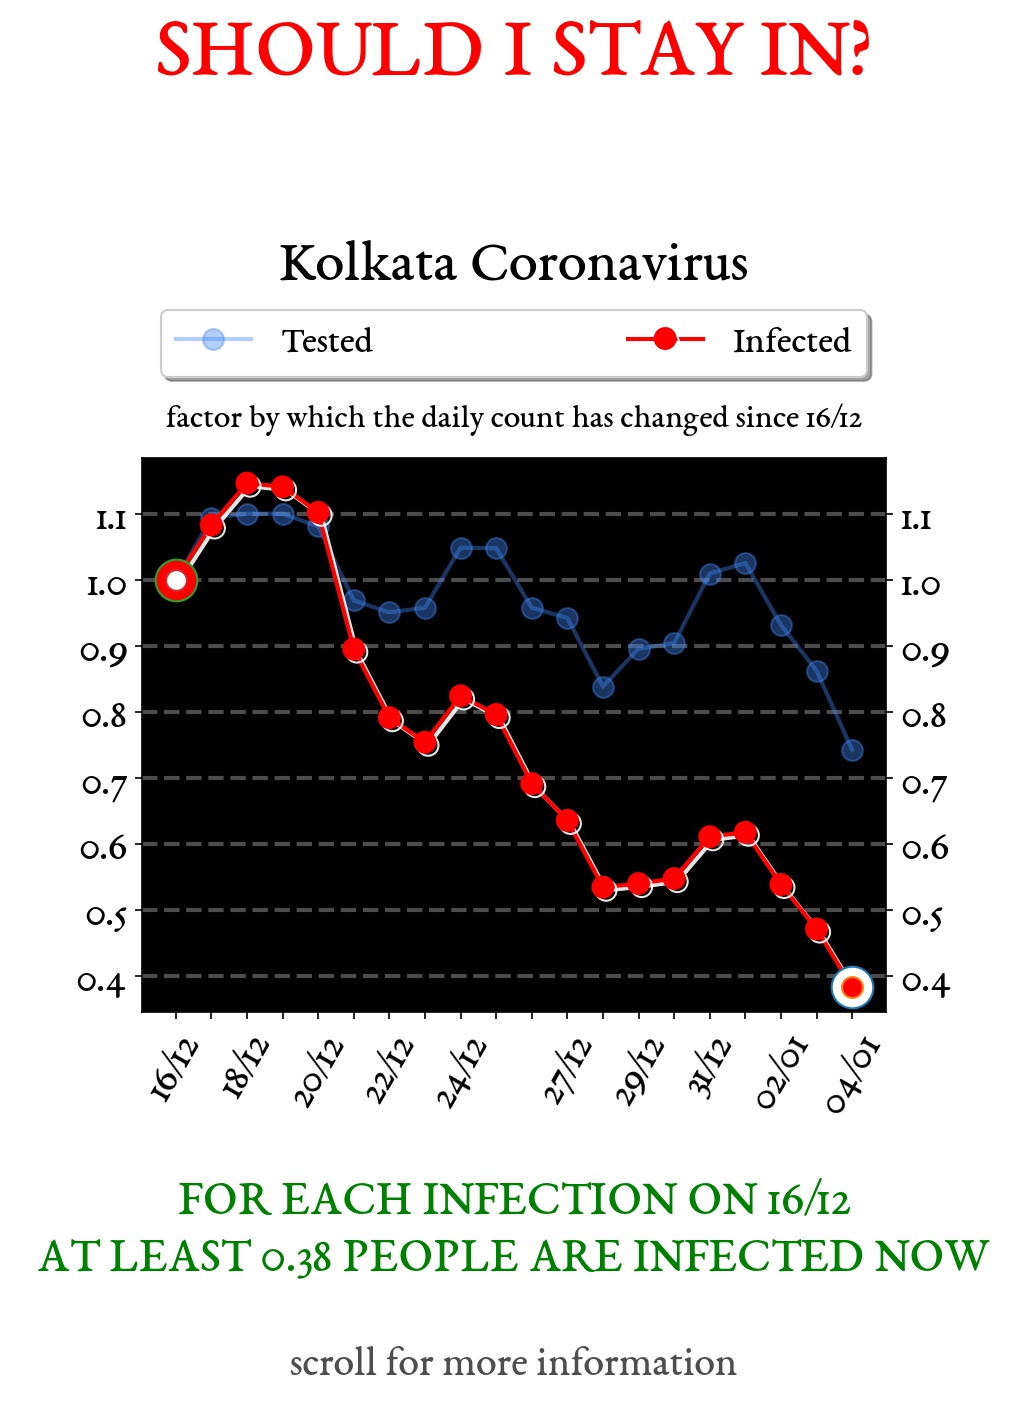 SHOULD I STAY IN?
Kolkata Coronavirus
Tested Infected
factor by which the daily count has changed since 16/12
1.1 1.1
1.0 1.0
0.9 0.9
0.8 0.8
0.7 0.7
0.6 0.6
0.5 0.5
0.4 0.4
16/12 18/12 20/12 22/12 24/12 27/12 29/12 31/12 02/01 04/01
FOR EACH INFECTION ON 16/12
AT LEAST 0.38 PEOPLE ARE INFECTED NOW
scroll for more information